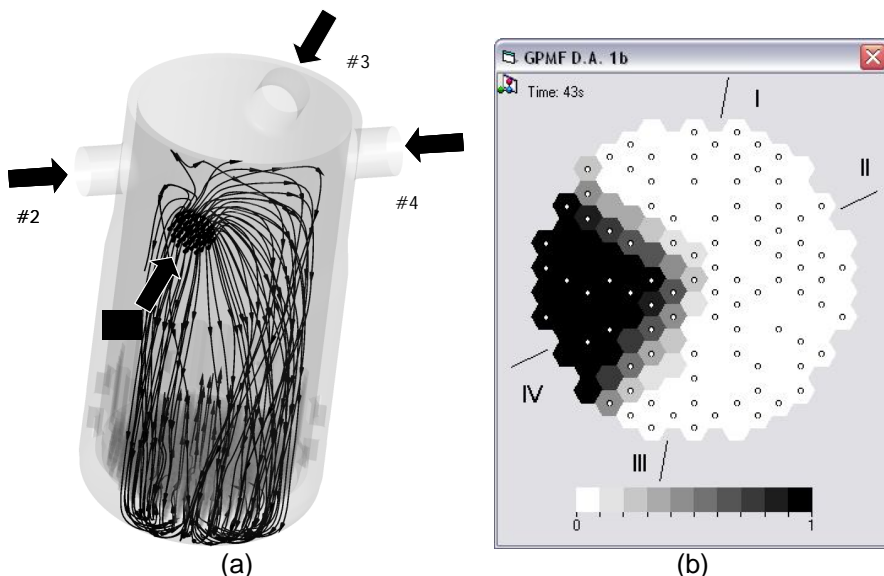 #3
#2
#4
(a)
GPMF D.A. 1b
Time: 43s
I
II
IV
III
0
1
(b)